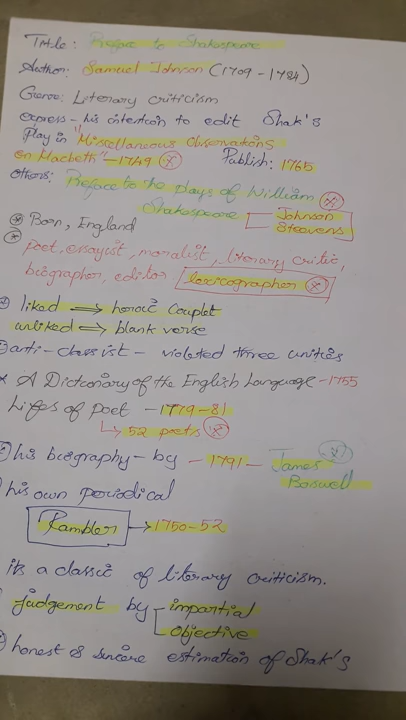 Title: Preface to Shakespeare
Author: Samuel Johnson (1709-1784)
Genre: Literary criticism
express - his intention to edit Shak's
play in "Miscellaneous Observations
on Macbeth" - 1749 Publish: 1765
Others: Preface to the plays of William
Shakespeare Johnson
Steevens
Born, England
poet, essayist, moralist, literary critic,
biographer, editor lexicographer
liked → horoic Couplet
unliked ⇒ blank verse
anti-classist - violated three unities
A Dictonary of the English Language - 1755
Lifes of poet - 1779-81
↳ 52 poets
his biography - by - 1791 - James
Boswell
his own periodical
Rambler → 1750-52
its a classic of literary criticism.
judgement by impartial
objective
honest & sincere estimation of Shak's